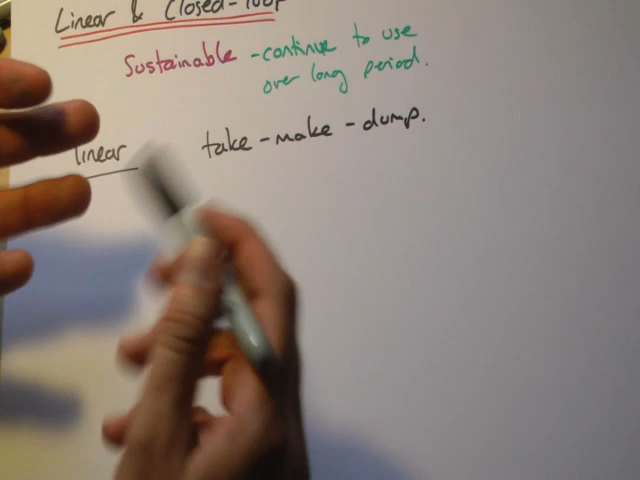 Linear & Closed-loop
Sustainable - continue to use
over long period.
linear take - make - dump.